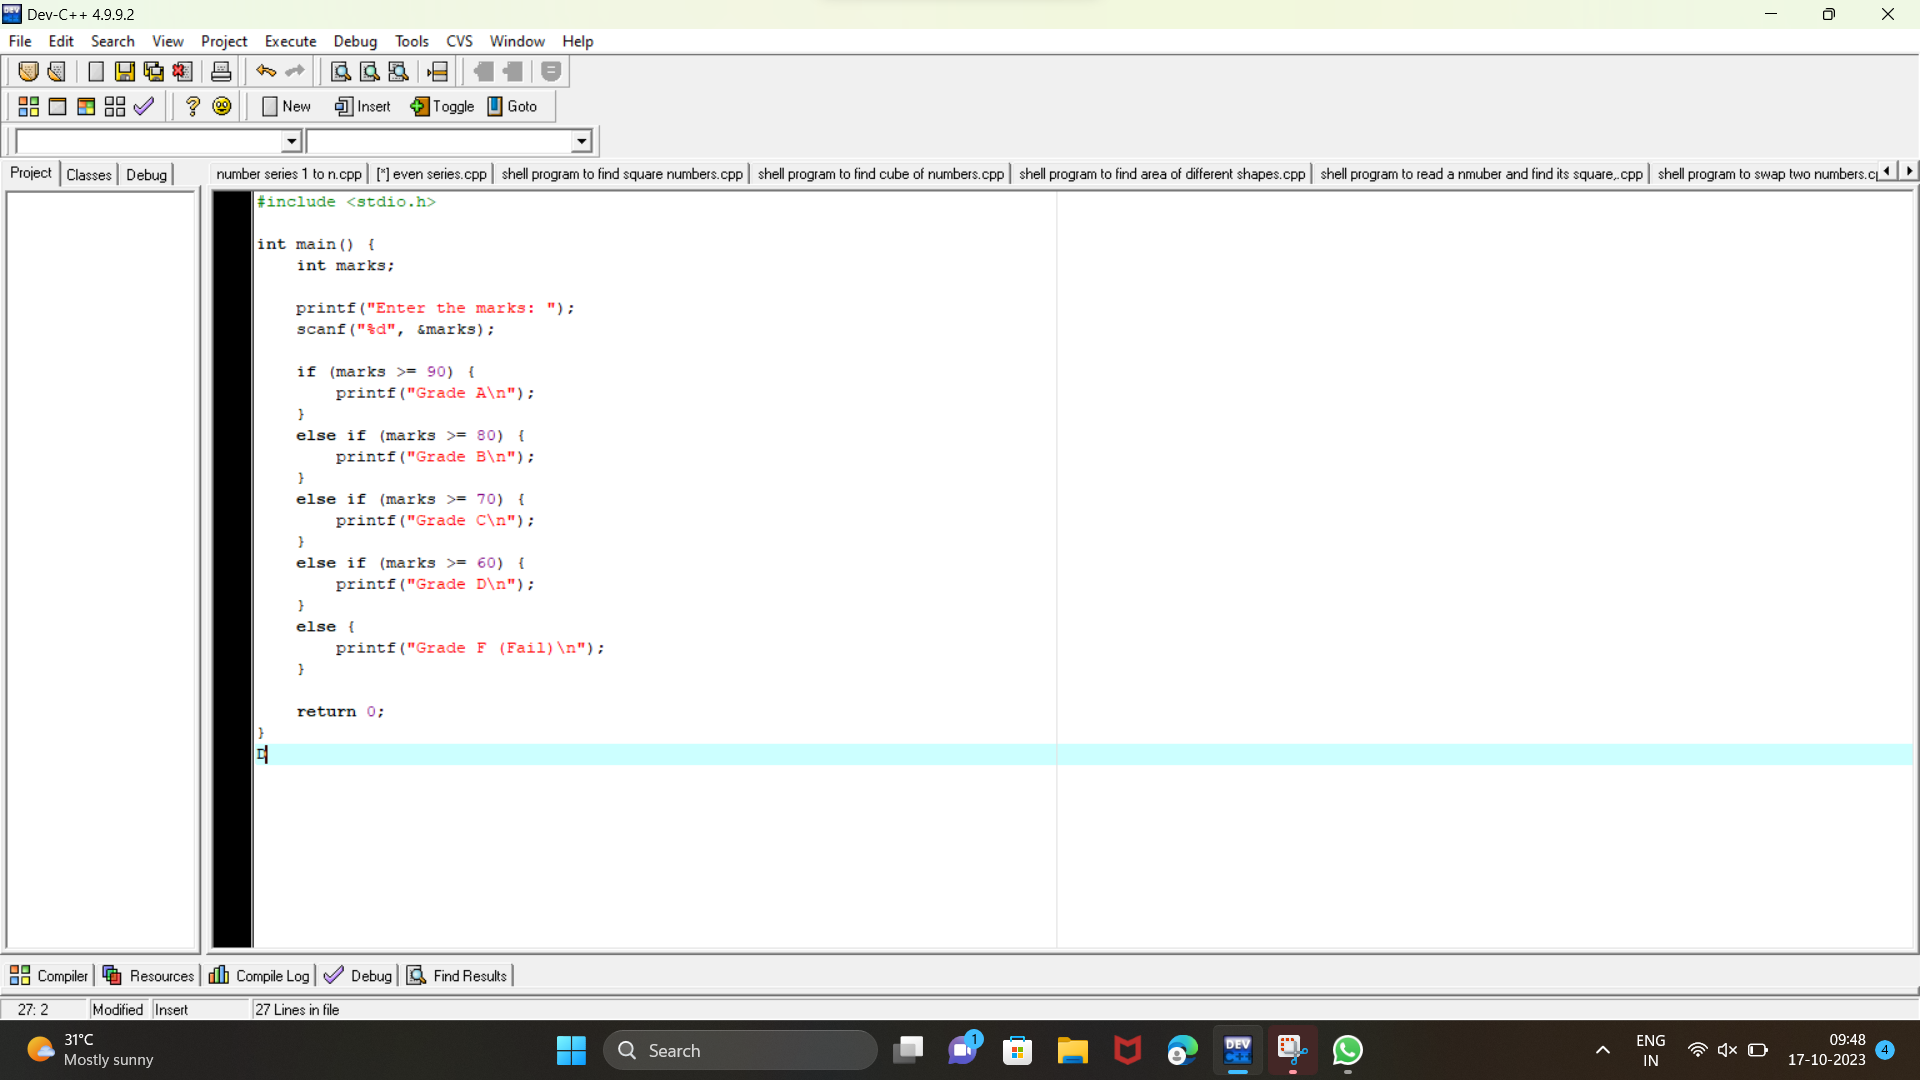 Dev-C++ 4.9.9.2
File Edit Search View Project Execute Debug Tools CVS Window Help
New Insert Toggle Goto
Project Classes Debug
number series 1 to n.cpp [*] even series.cpp shell program to find square numbers.cpp shell program to find cube of numbers.cpp shell program to find area of different shapes.cpp shell program to read a nmuber and find its square,.cpp shell program to swap two numbers.c
#include <stdio.h>
int main() {
int marks;
printf("Enter the marks: ");
scanf("%d", &marks);
if (marks >= 90) {
printf("Grade A\n");
}
else if (marks >= 80) {
printf("Grade B\n");
}
else if (marks >= 70) {
printf("Grade C\n");
}
else if (marks >= 60) {
printf("Grade D\n");
}
else {
printf("Grade F (Fail)\n");
}
return 0;
}
D
Compiler Resources Compile Log Debug Find Results
27: 2 Modified Insert 27 Lines in file
31°C
Mostly sunny
Search
1
DEV
C++
ENG
IN
09:48
17-10-2023
4